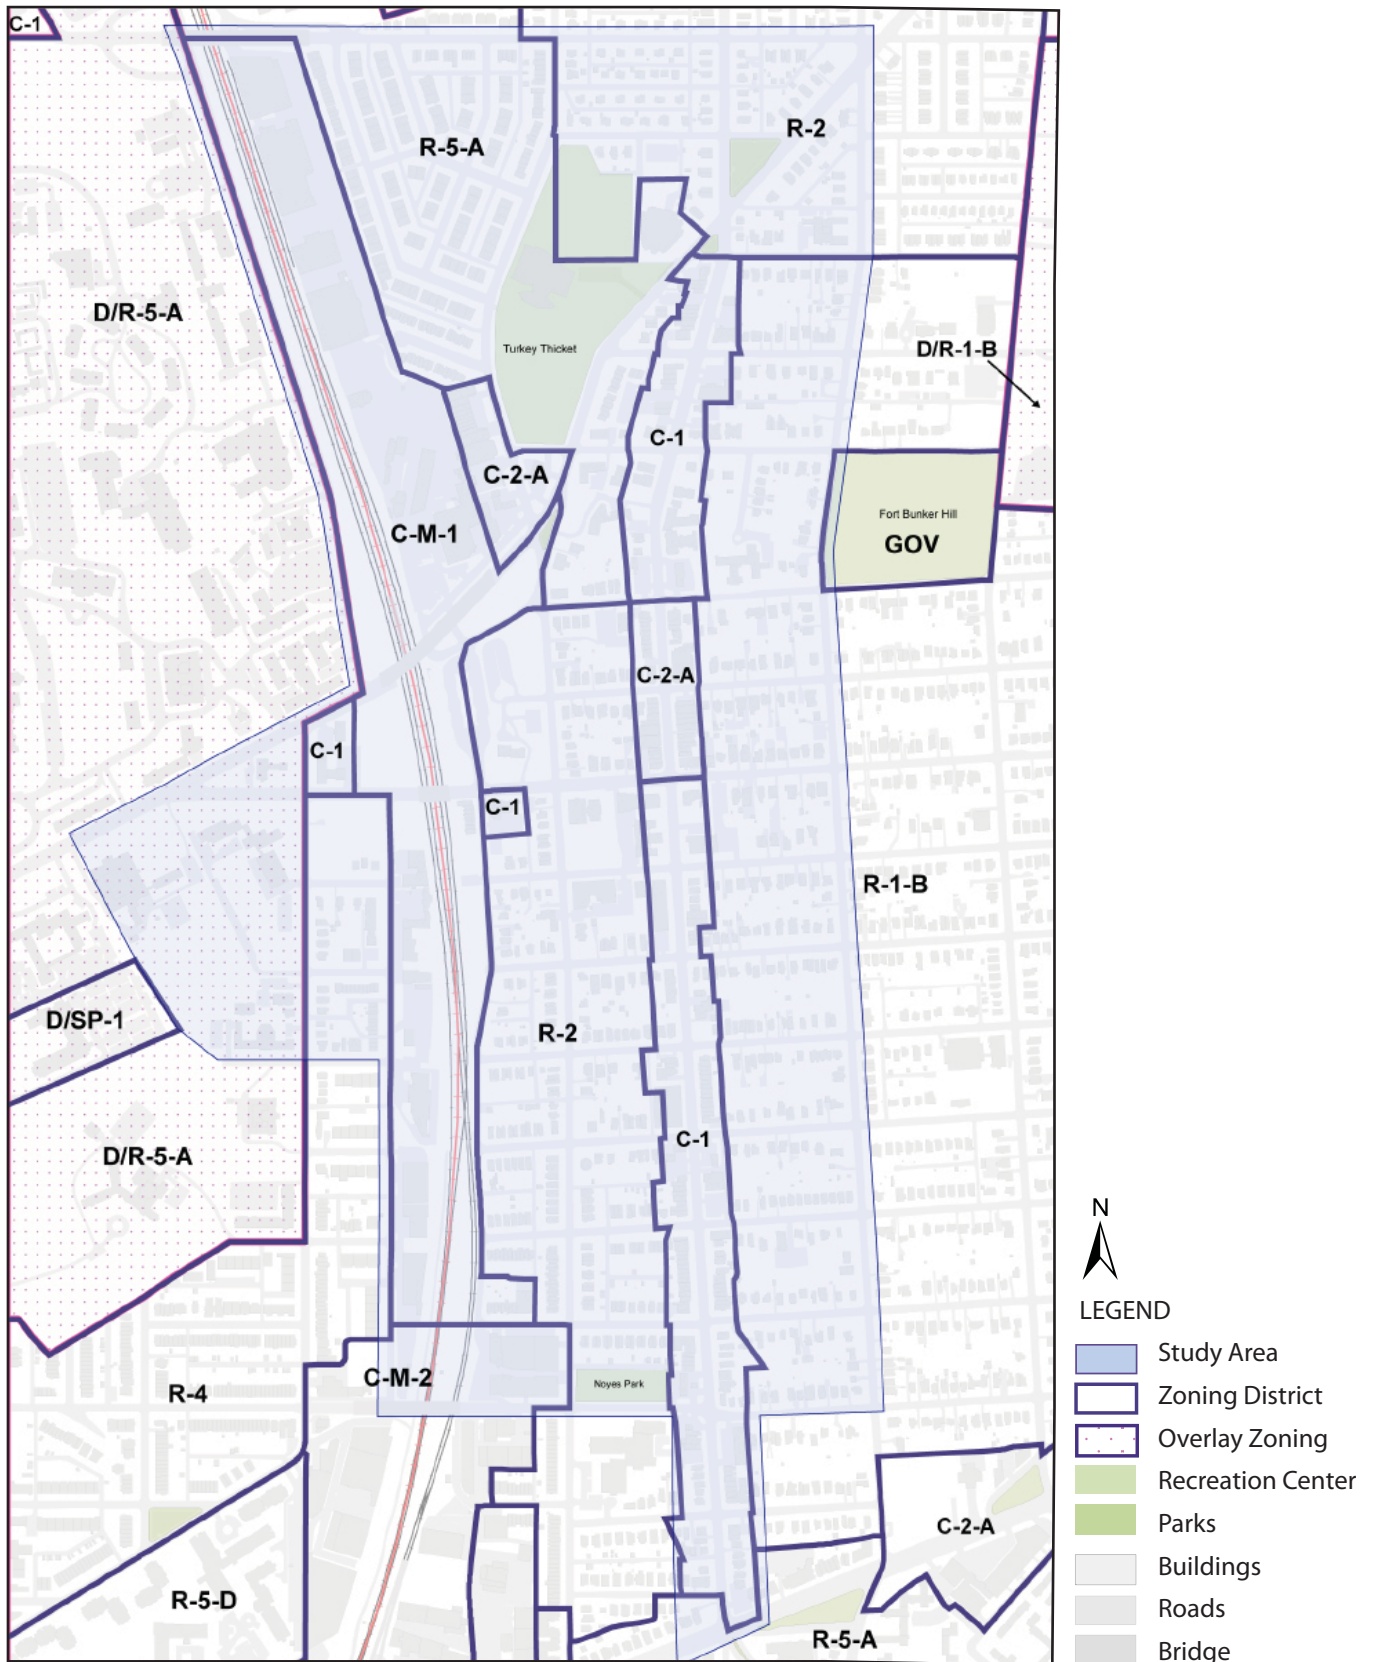 C-1
R-5-A
R-2
D/R-5-A
Turkey Thicket
D/R-1-B
C-1
C-2-A
Fort Bunker Hill
GOV
C-M-1
C-2-A
C-1
C-1
R-1-B
D/SP-1
R-2
C-1
D/R-5-A
N
LEGEND
Study Area
Zoning District
Overlay Zoning
Recreation Center
Parks
Buildings
Roads
Bridge
C-M-2
Noyes Park
R-4
C-2-A
R-5-D
R-5-A